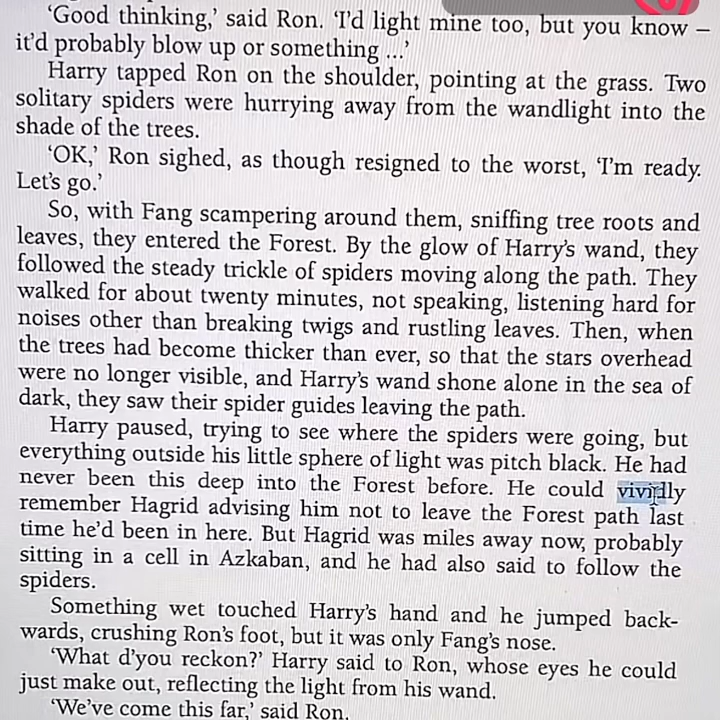 ‘Good thinking,’ said Ron. ‘I’d light mine too, but you know –
it’d probably blow up or something ...’
Harry tapped Ron on the shoulder, pointing at the grass. Two
solitary spiders were hurrying away from the wandlight into the
shade of the trees.
‘OK,’ Ron sighed, as though resigned to the worst, ‘I’m ready.
Let’s go.’
So, with Fang scampering around them, sniffing tree roots and
leaves, they entered the Forest. By the glow of Harry’s wand, they
followed the steady trickle of spiders moving along the path. They
walked for about twenty minutes, not speaking, listening hard for
noises other than breaking twigs and rustling leaves. Then, when
the trees had become thicker than ever, so that the stars overhead
were no longer visible, and Harry’s wand shone alone in the sea of
dark, they saw their spider guides leaving the path.
Harry paused, trying to see where the spiders were going, but
everything outside his little sphere of light was pitch black. He had
never been this deep into the Forest before. He could vividly
remember Hagrid advising him not to leave the Forest path last
time he’d been in here. But Hagrid was miles away now, probably
sitting in a cell in Azkaban, and he had also said to follow the
spiders.
Something wet touched Harry’s hand and he jumped back-
wards, crushing Ron’s foot, but it was only Fang’s nose.
‘What d’you reckon?’ Harry said to Ron, whose eyes he could
just make out, reflecting the light from his wand.
‘We’ve come this far,’ said Ron.